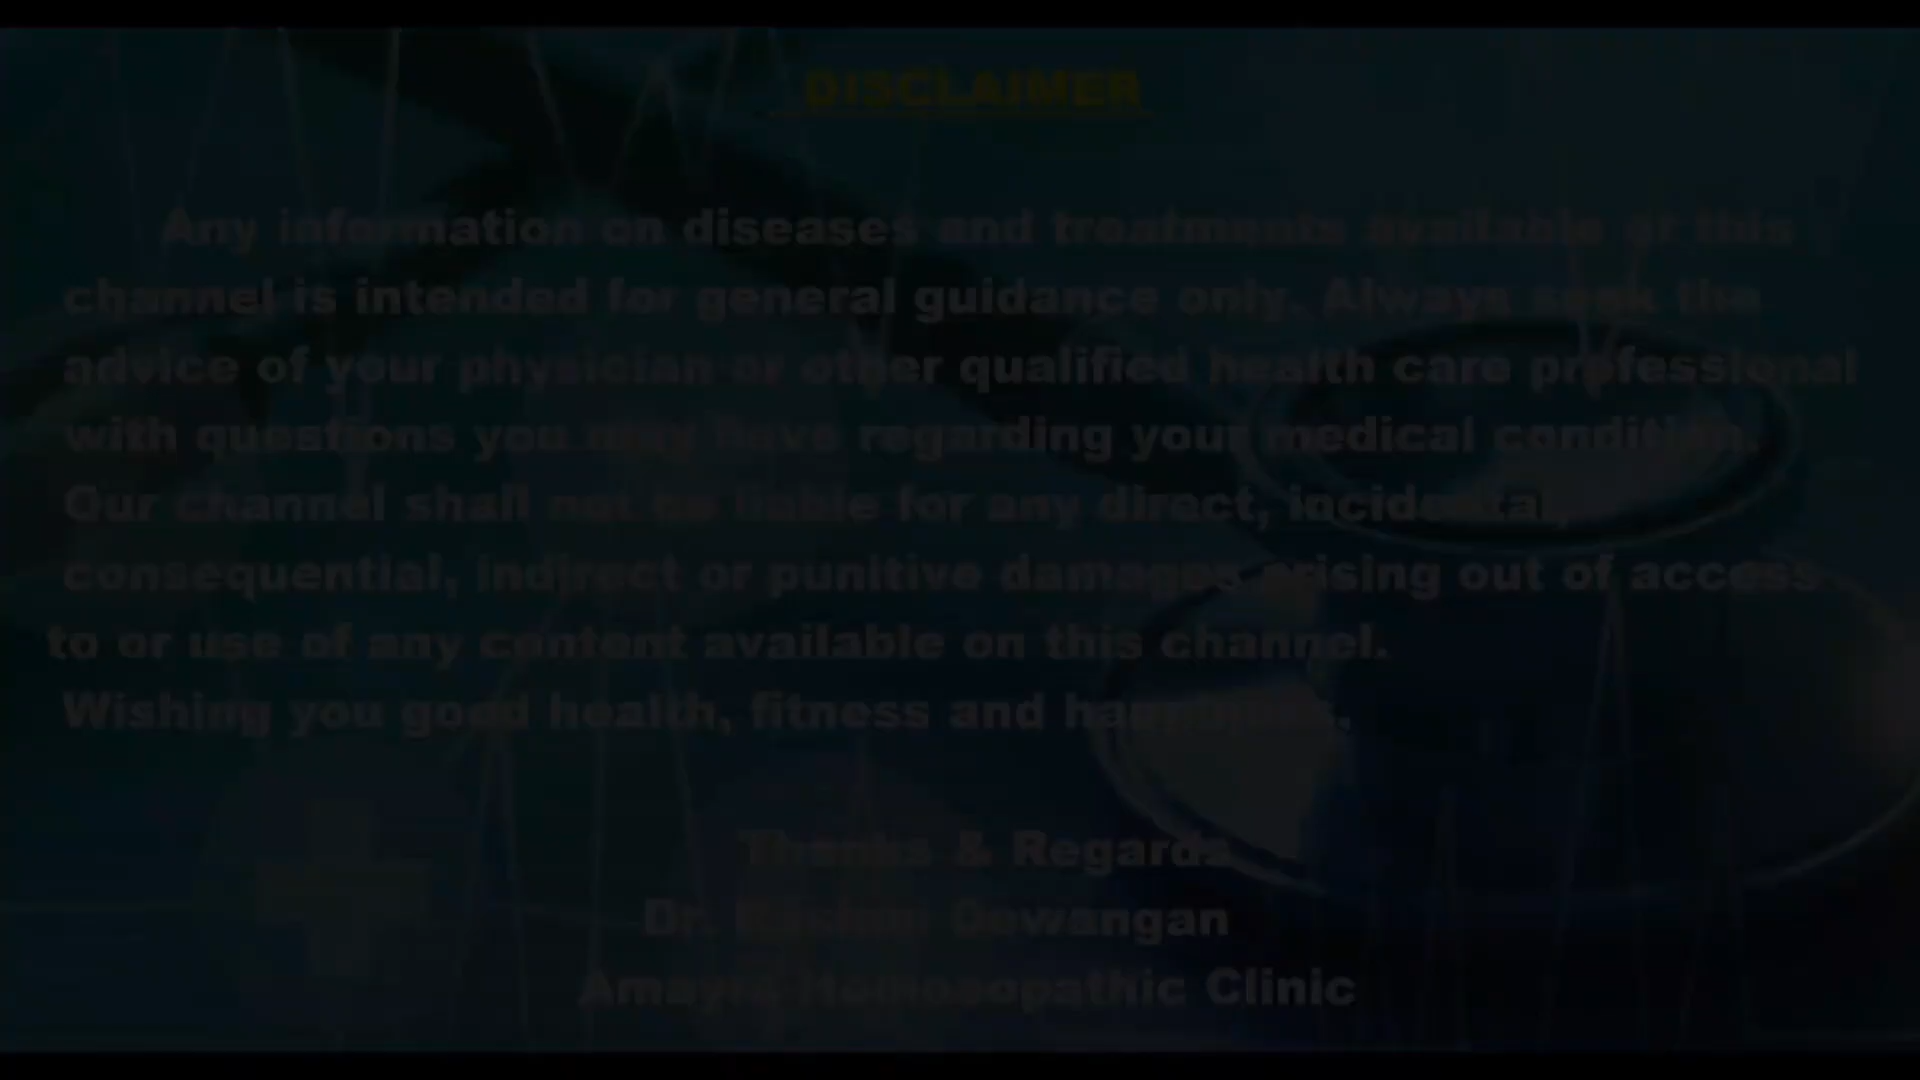 DISCLAIMER
Any information on diseases and treatments available at this
channel is intended for general guidance only. Always seek the
advice of your physician or other qualified health care professional
with questions you may have regarding your medical condition.
Our channel shall not be liable for any direct, incidental,
consequential, indirect or punitive damages arising out of access
to or use of any content available on this channel.
Wishing you good health, fitness and happiness.
Thanks & Regards
Dr. Dewangan
Homoeopathic Clinic